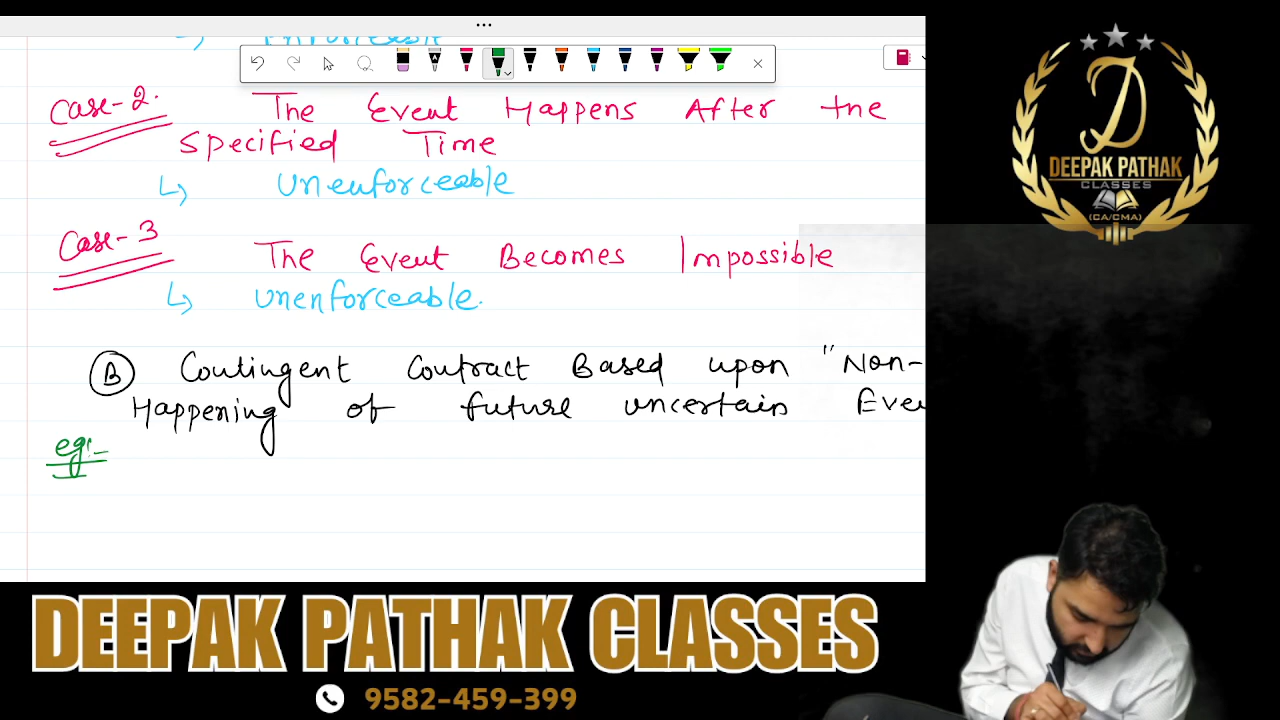 Case-2. The Event Happens After the
Specified Time
↳ Unenforceable
Case-3 The Event Becomes Impossible
↳ Unenforceable.
B Contingent Contract Based upon "Non-
Happening of future uncertain Eve
eg:-
D
DEEPAK PATHAK
CLASSES
(CA/CMA)
DEEPAK PATHAK CLASSES
9582-459-399